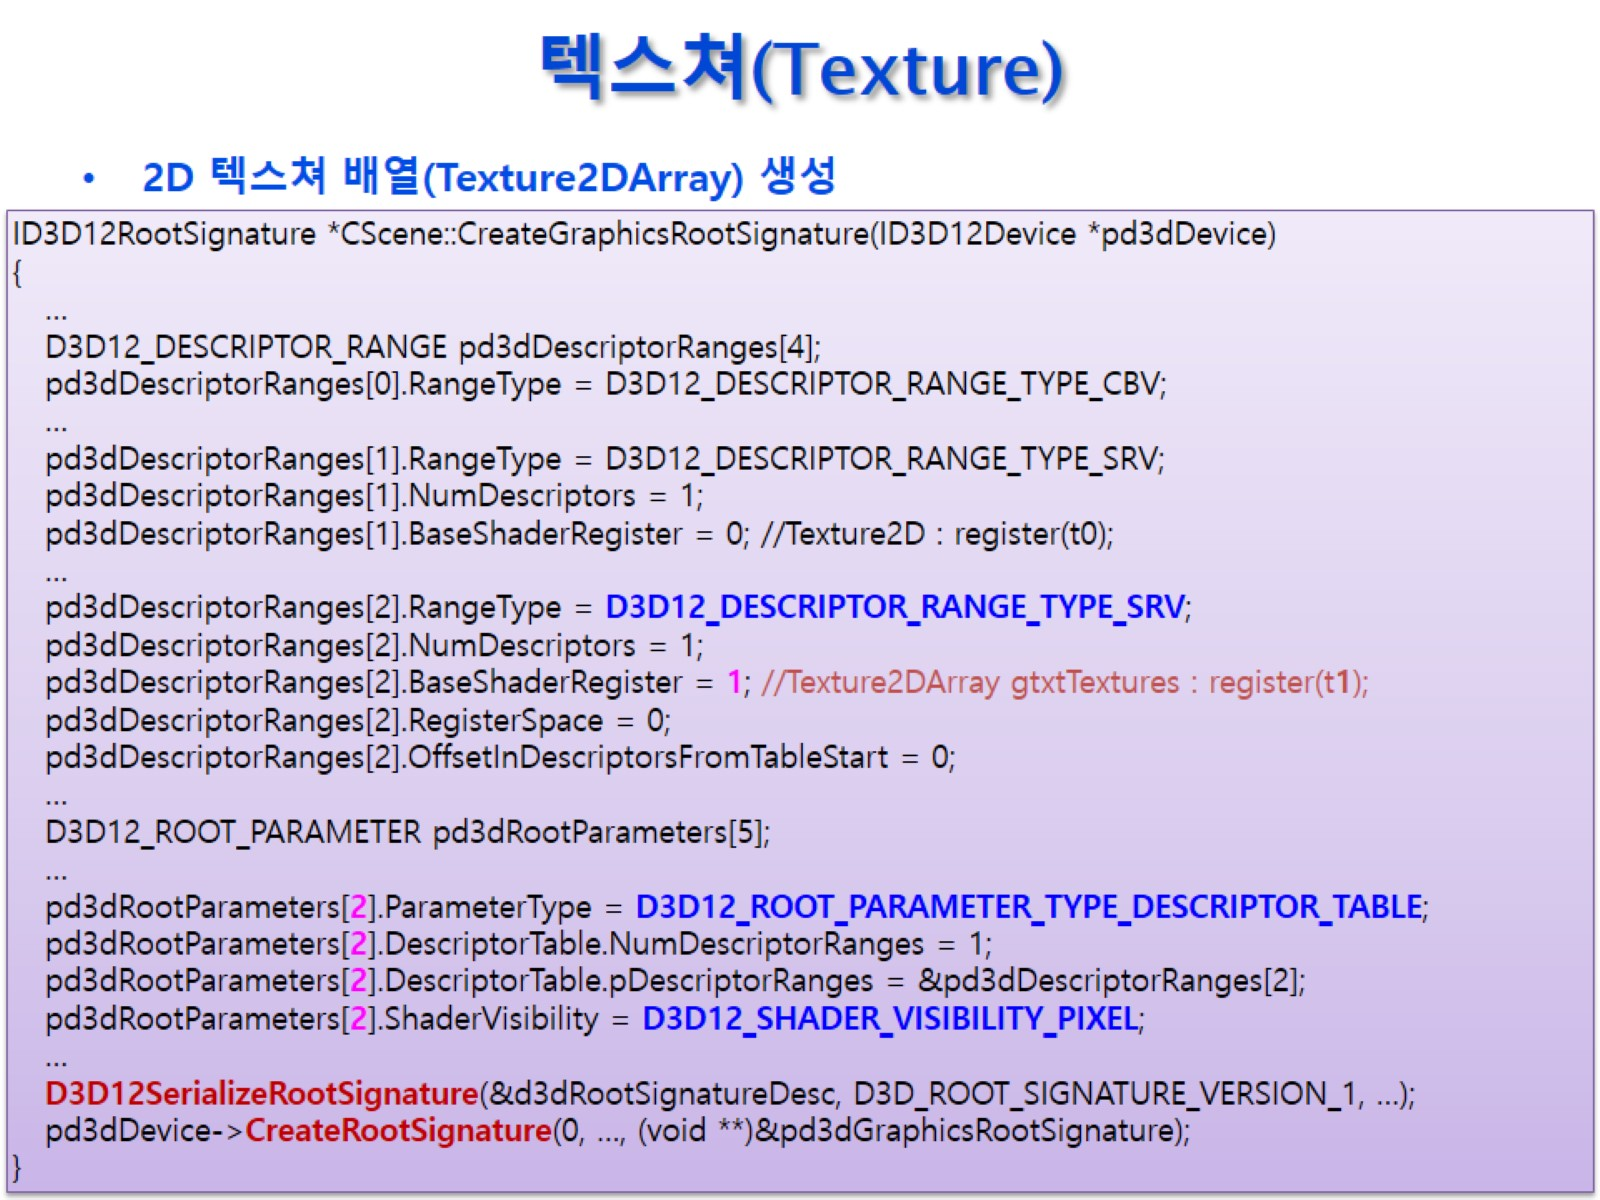 텍스쳐(Texture)
• 2D 텍스쳐 배열(Texture2DArray) 생성
ID3D12RootSignature *CScene::CreateGraphicsRootSignature(ID3D12Device *pd3dDevice)
{
...
D3D12_DESCRIPTOR_RANGE pd3dDescriptorRanges[4];
pd3dDescriptorRanges[0].RangeType = D3D12_DESCRIPTOR_RANGE_TYPE_CBV;
...
pd3dDescriptorRanges[1].RangeType = D3D12_DESCRIPTOR_RANGE_TYPE_SRV;
pd3dDescriptorRanges[1].NumDescriptors = 1;
pd3dDescriptorRanges[1].BaseShaderRegister = 0; //Texture2D : register(t0);
...
pd3dDescriptorRanges[2].RangeType = D3D12_DESCRIPTOR_RANGE_TYPE_SRV;
pd3dDescriptorRanges[2].NumDescriptors = 1;
pd3dDescriptorRanges[2].BaseShaderRegister = 1; //Texture2DArray gtxtTextures : register(t1);
pd3dDescriptorRanges[2].RegisterSpace = 0;
pd3dDescriptorRanges[2].OffsetInDescriptorsFromTableStart = 0;
...
D3D12_ROOT_PARAMETER pd3dRootParameters[5];
...
pd3dRootParameters[2].ParameterType = D3D12_ROOT_PARAMETER_TYPE_DESCRIPTOR_TABLE;
pd3dRootParameters[2].DescriptorTable.NumDescriptorRanges = 1;
pd3dRootParameters[2].DescriptorTable.pDescriptorRanges = &pd3dDescriptorRanges[2];
pd3dRootParameters[2].ShaderVisibility = D3D12_SHADER_VISIBILITY_PIXEL;
...
D3D12SerializeRootSignature(&d3dRootSignatureDesc, D3D_ROOT_SIGNATURE_VERSION_1, ...);
pd3dDevice->CreateRootSignature(0, ..., (void **)&pd3dGraphicsRootSignature);
}